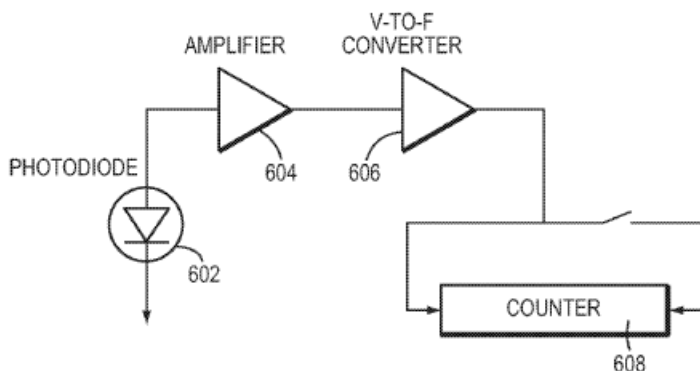 V-TO-F
AMPLIFIER
CONVERTER
604
606
PHOTODIODE
602
COUNTER
608